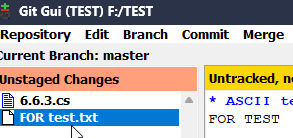 Git Gui (TEST) F:/TEST
Repository Edit Branch Commit Merge
Current Branch: master
Unstaged Changes
Untracked, no
6.6.3.cs
* ASCII te
FOR test.txt
FOR TEST